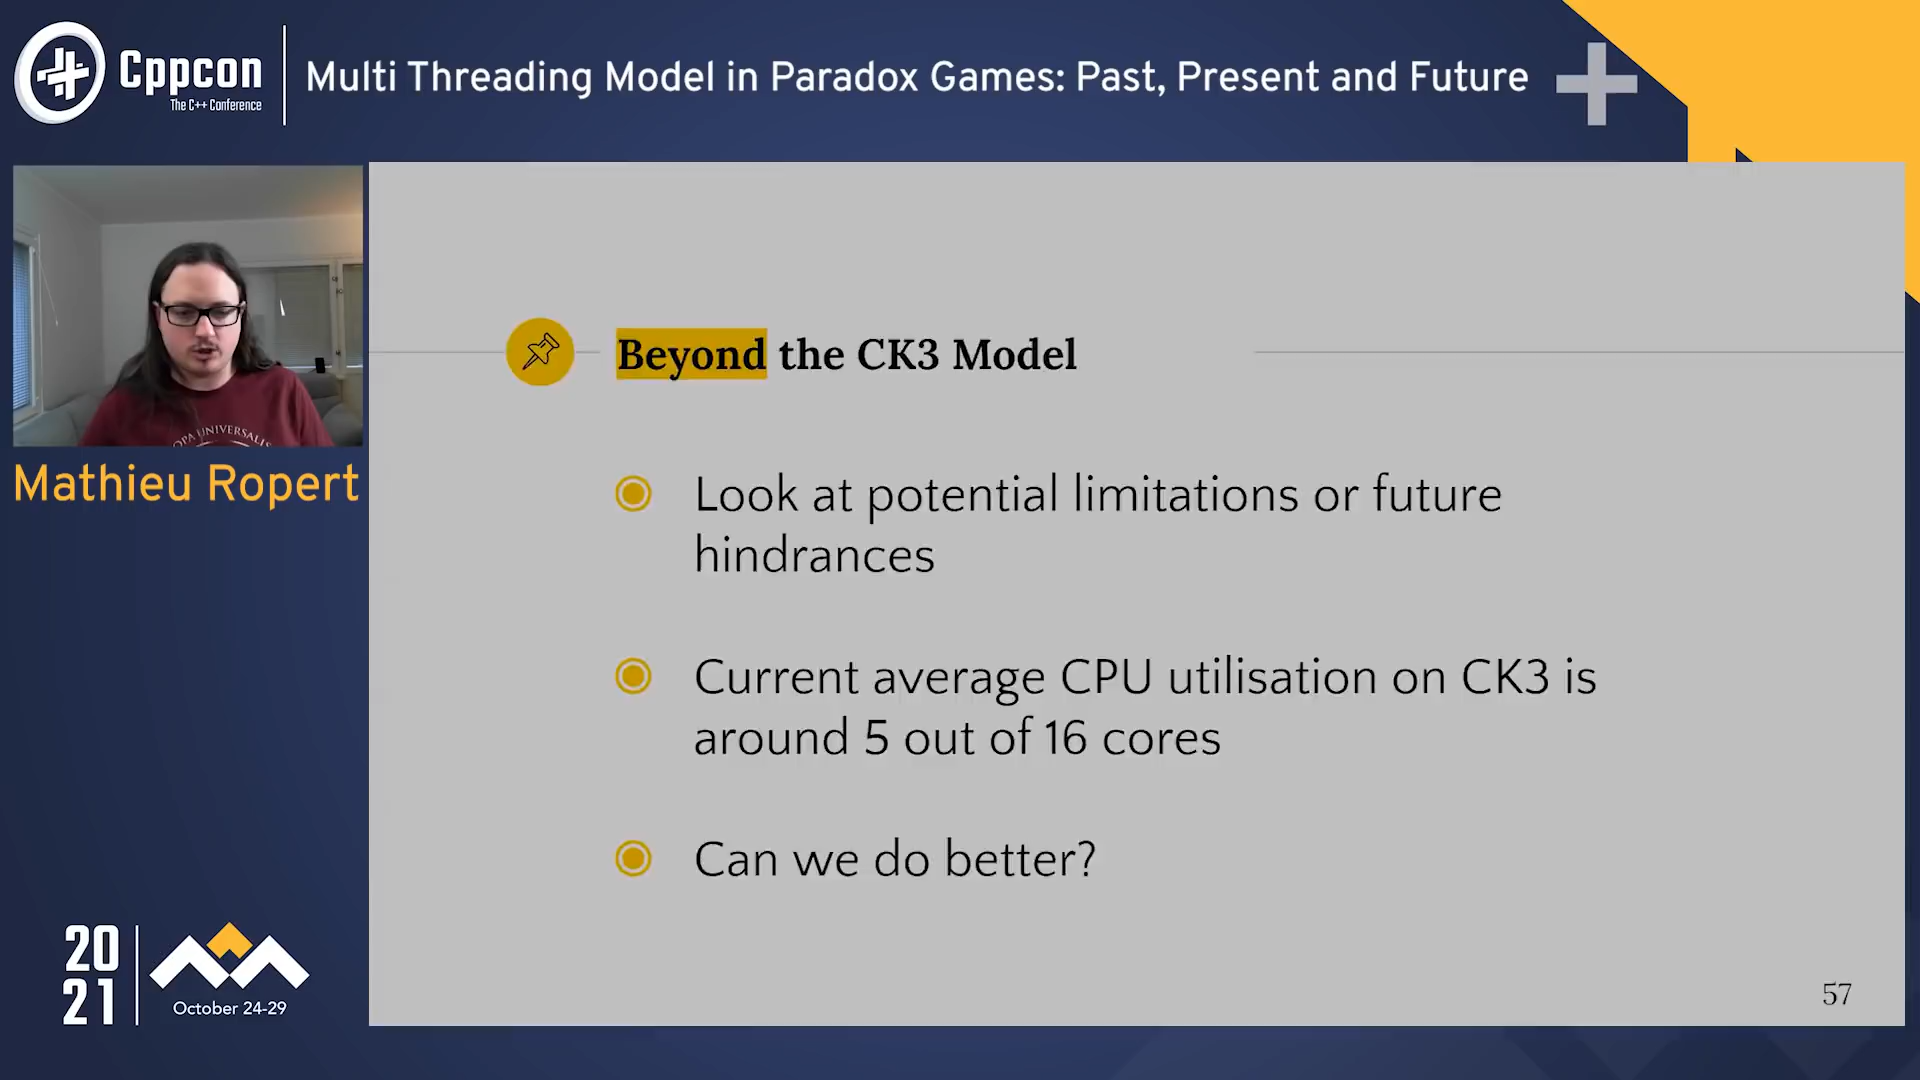 Cppcon
The C++ Conference
Multi Threading Model in Paradox Games: Past, Present and Future
OPA UNIVERSALIS
Mathieu Ropert
Beyond the CK3 Model
Look at potential limitations or future
hindrances
Current average CPU utilisation on CK3 is
around 5 out of 16 cores
Can we do better?
57
20
21
October 24-29